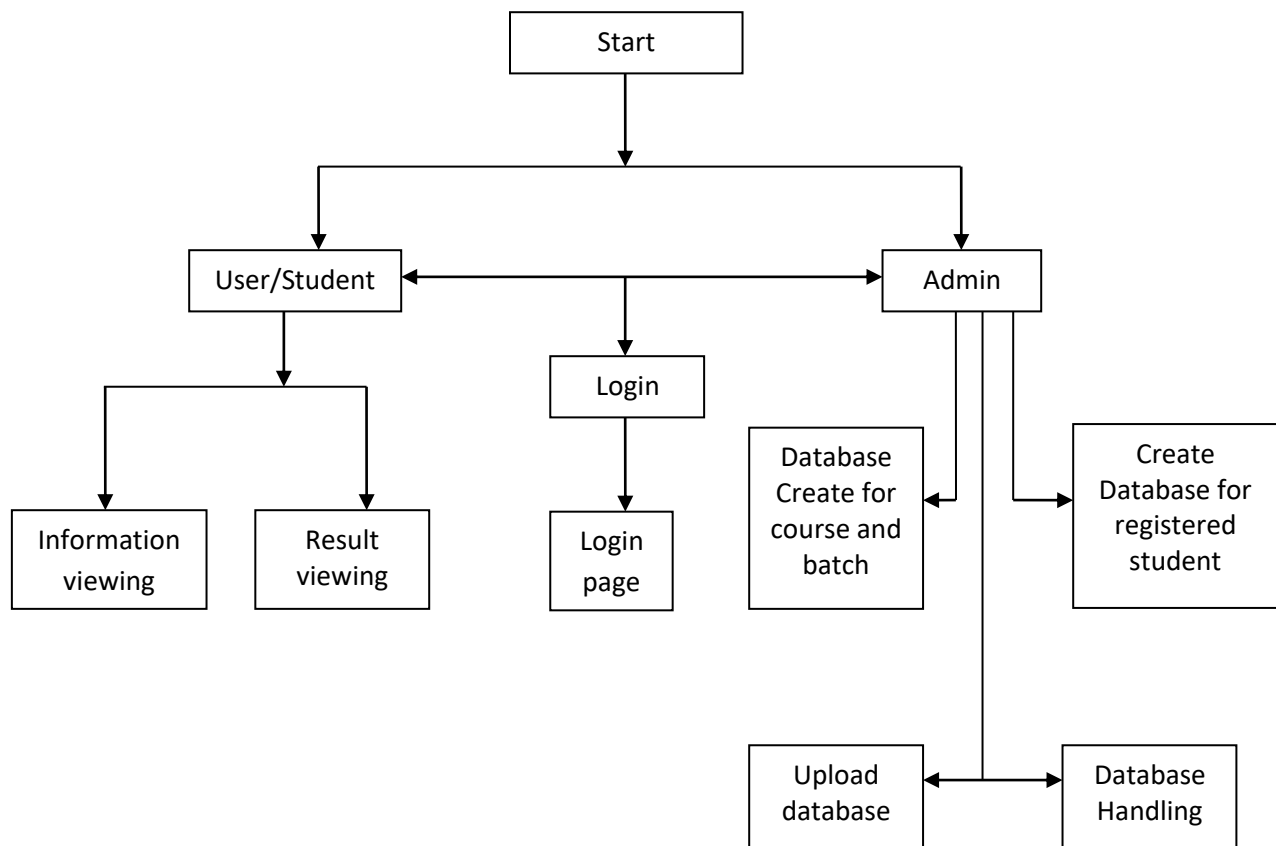 Start
User/Student
Admin
Login
Information
viewing
Result
viewing
Login
page
Database
Create for
course and
batch
Create
Database for
registered
student
Upload
database
Database
Handling